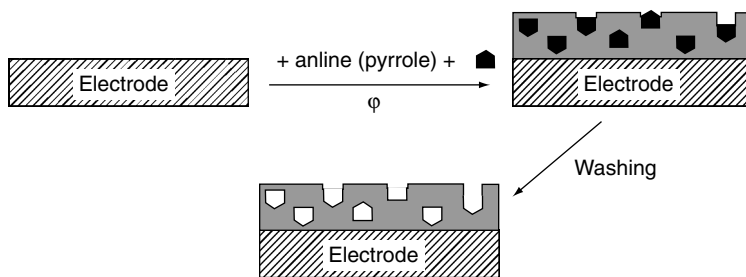 Electrode
+ anline (pyrrole) +
φ
Electrode
Washing
Electrode